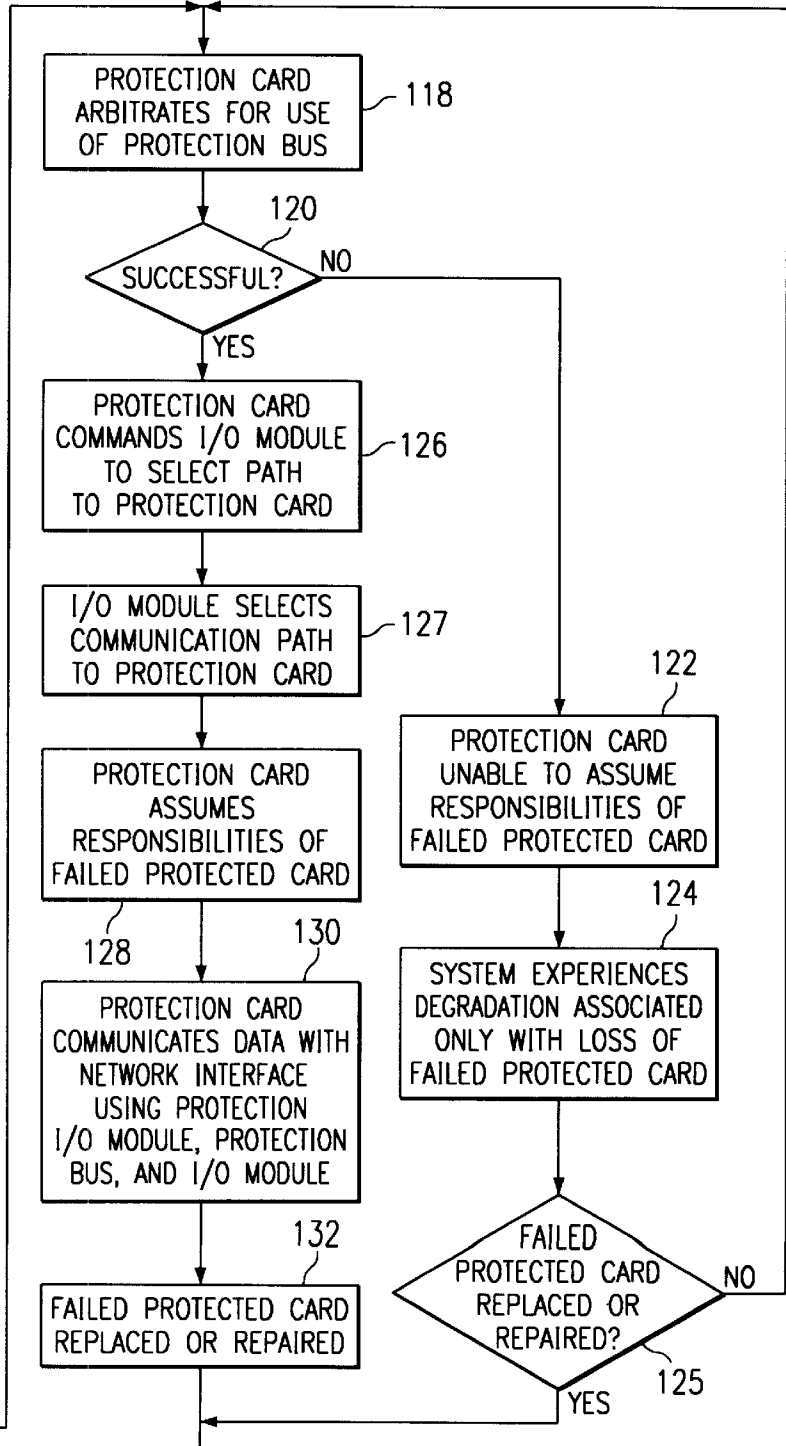 PROTECTION CARD
ARBITRATES FOR USE
OF PROTECTION BUS
118
120
SUCCESSFUL?
NO
YES
PROTECTION CARD
COMMANDS I/O MODULE
TO SELECT PATH
TO PROTECTION CARD
126
I/O MODULE SELECTS
COMMUNICATION PATH
TO PROTECTION CARD
127
PROTECTION CARD
ASSUMES
RESPONSIBILITIES OF
FAILED PROTECTED CARD
128
130
PROTECTION CARD
COMMUNICATES DATA WITH
NETWORK INTERFACE
USING PROTECTION
I/O MODULE, PROTECTION
BUS, AND I/O MODULE
132
FAILED PROTECTED CARD
REPLACED OR REPAIRED
122
PROTECTION CARD
UNABLE TO ASSUME
RESPONSIBILITIES OF
FAILED PROTECTED CARD
124
SYSTEM EXPERIENCES
DEGRADATION ASSOCIATED
ONLY WITH LOSS OF
FAILED PROTECTED CARD
FAILED
PROTECTED CARD
REPLACED OR
REPAIRED?
NO
125
YES